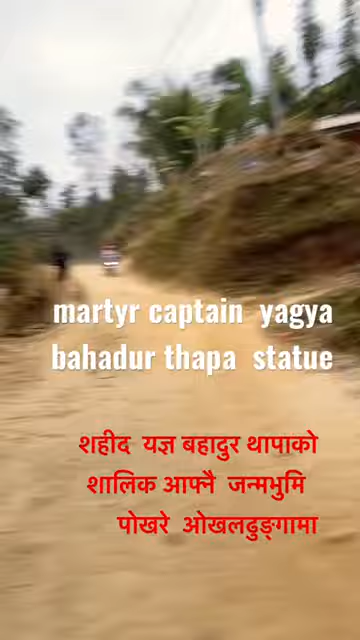 martyr captain yagya
bahadur thapa statue
शहीद यज्ञ बहादुर थापाको
शालिक आफ्नै जन्मभुमि
पोखरे ओखलढुङ्गामा